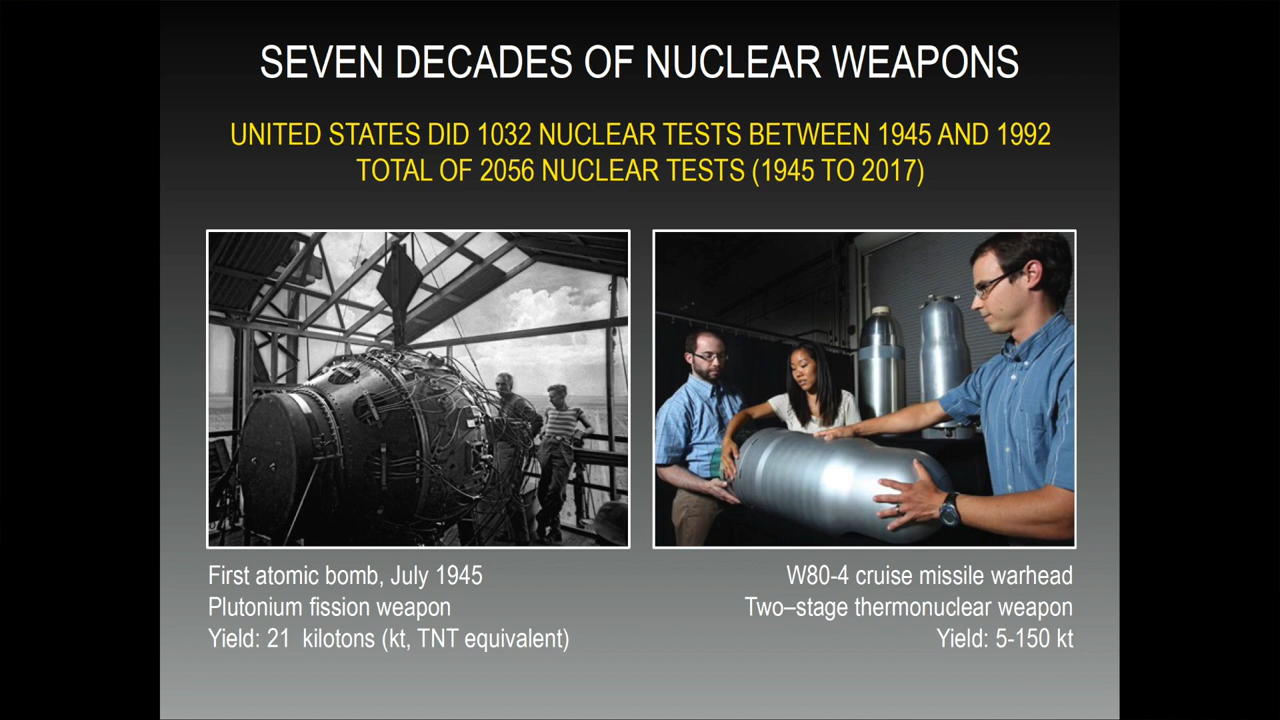 SEVEN DECADES OF NUCLEAR WEAPONS
UNITED STATES DID 1032 NUCLEAR TESTS BETWEEN 1945 AND 1992
TOTAL OF 2056 NUCLEAR TESTS (1945 TO 2017)
First atomic bomb, July 1945
Plutonium fission weapon
Yield: 21 kilotons (kt, TNT equivalent)
W80-4 cruise missile warhead
Two–stage thermonuclear weapon
Yield: 5-150 kt